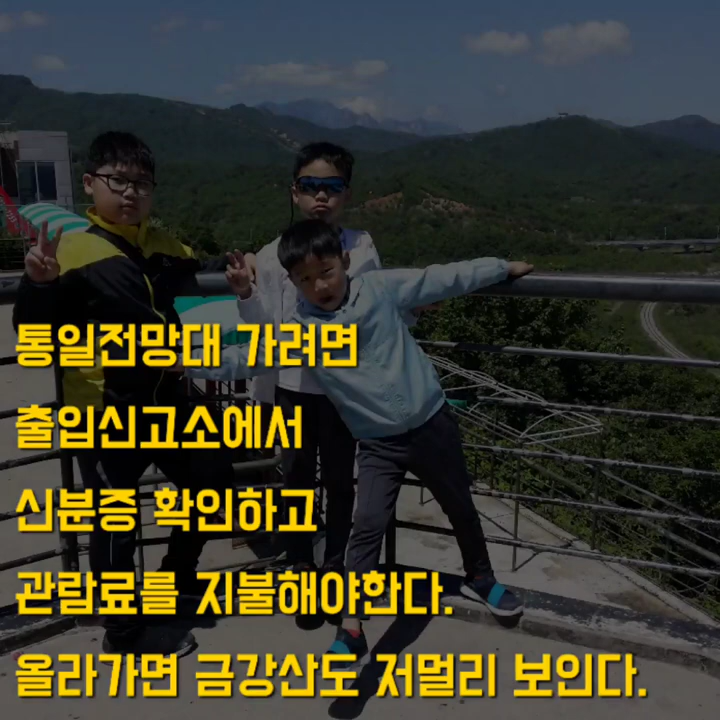 통일전망대 가려면
출입신고소에서
신분증 확인하고
관람료를 지불해야한다.
올라가면 금강산도 저멀리 보인다.